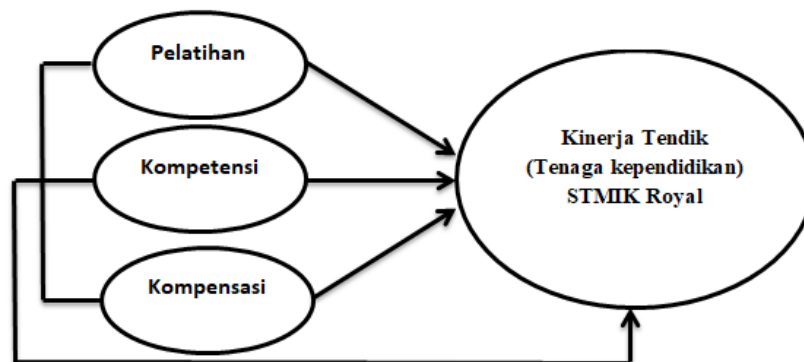 Pelatihan
Kompetensi
Kompensasi
Kinerja Tendik
(Tenaga kependidikan)
STMIK Royal